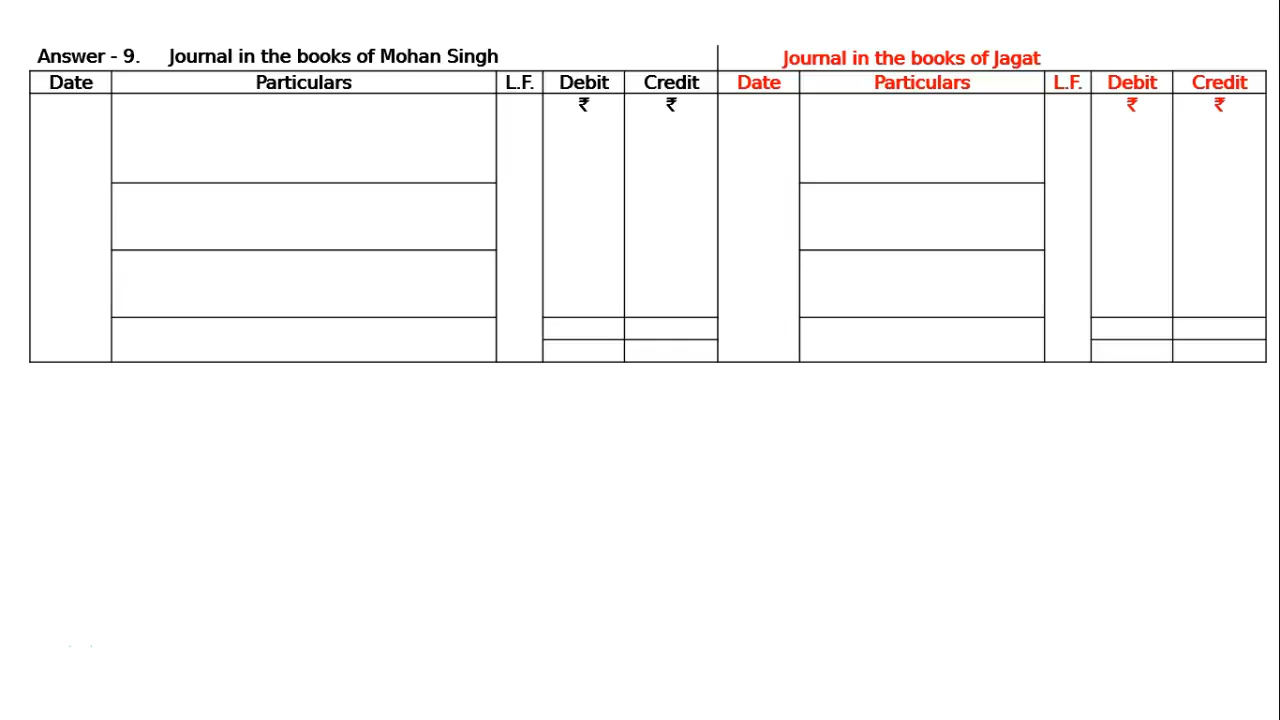 Answer - 9. Journal in the books of Mohan Singh Journal in the books of Jagat
Date Particulars L.F. Debit Credit Date Particulars L.F. Debit Credit
₹ ₹ ₹ ₹